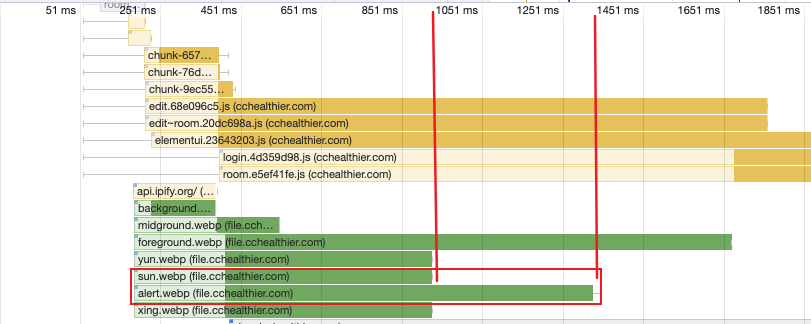 room
51 ms 251 ms 451 ms 651 ms 851 ms 1051 ms 1251 ms 1451 ms 1651 ms 1851 ms
chunk-657…
chunk-76d…
chunk-9ec55…
edit.68e096c5.js (cchealthier.com)
edit~room.20dc698a.js (cchealthier.com)
elementui.23643203.js (cchealthier.com)
login.4d359d98.js (cchealthier.com)
room.e5ef41fe.js (cchealthier.com)
api.ipify.org/ (…
background.…
midground.webp (file.cch…
foreground.webp (file.cchealthier.com)
yun.webp (file.cchealthier.com)
sun.webp (file.cchealthier.com)
alert.webp (file.cchealthier.com)
xing.webp (file.cchealthier.com)